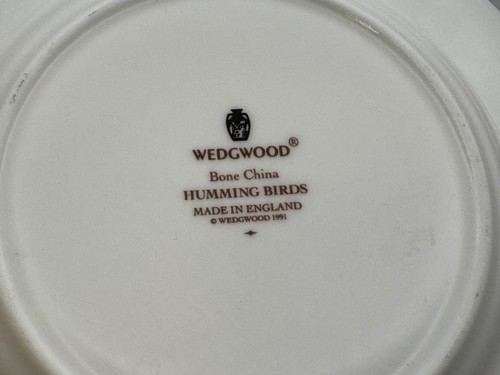 WEDGWOOD®
Bone China
HUMMING BIRDS
MADE IN ENGLAND
© WEDGWOOD 1991